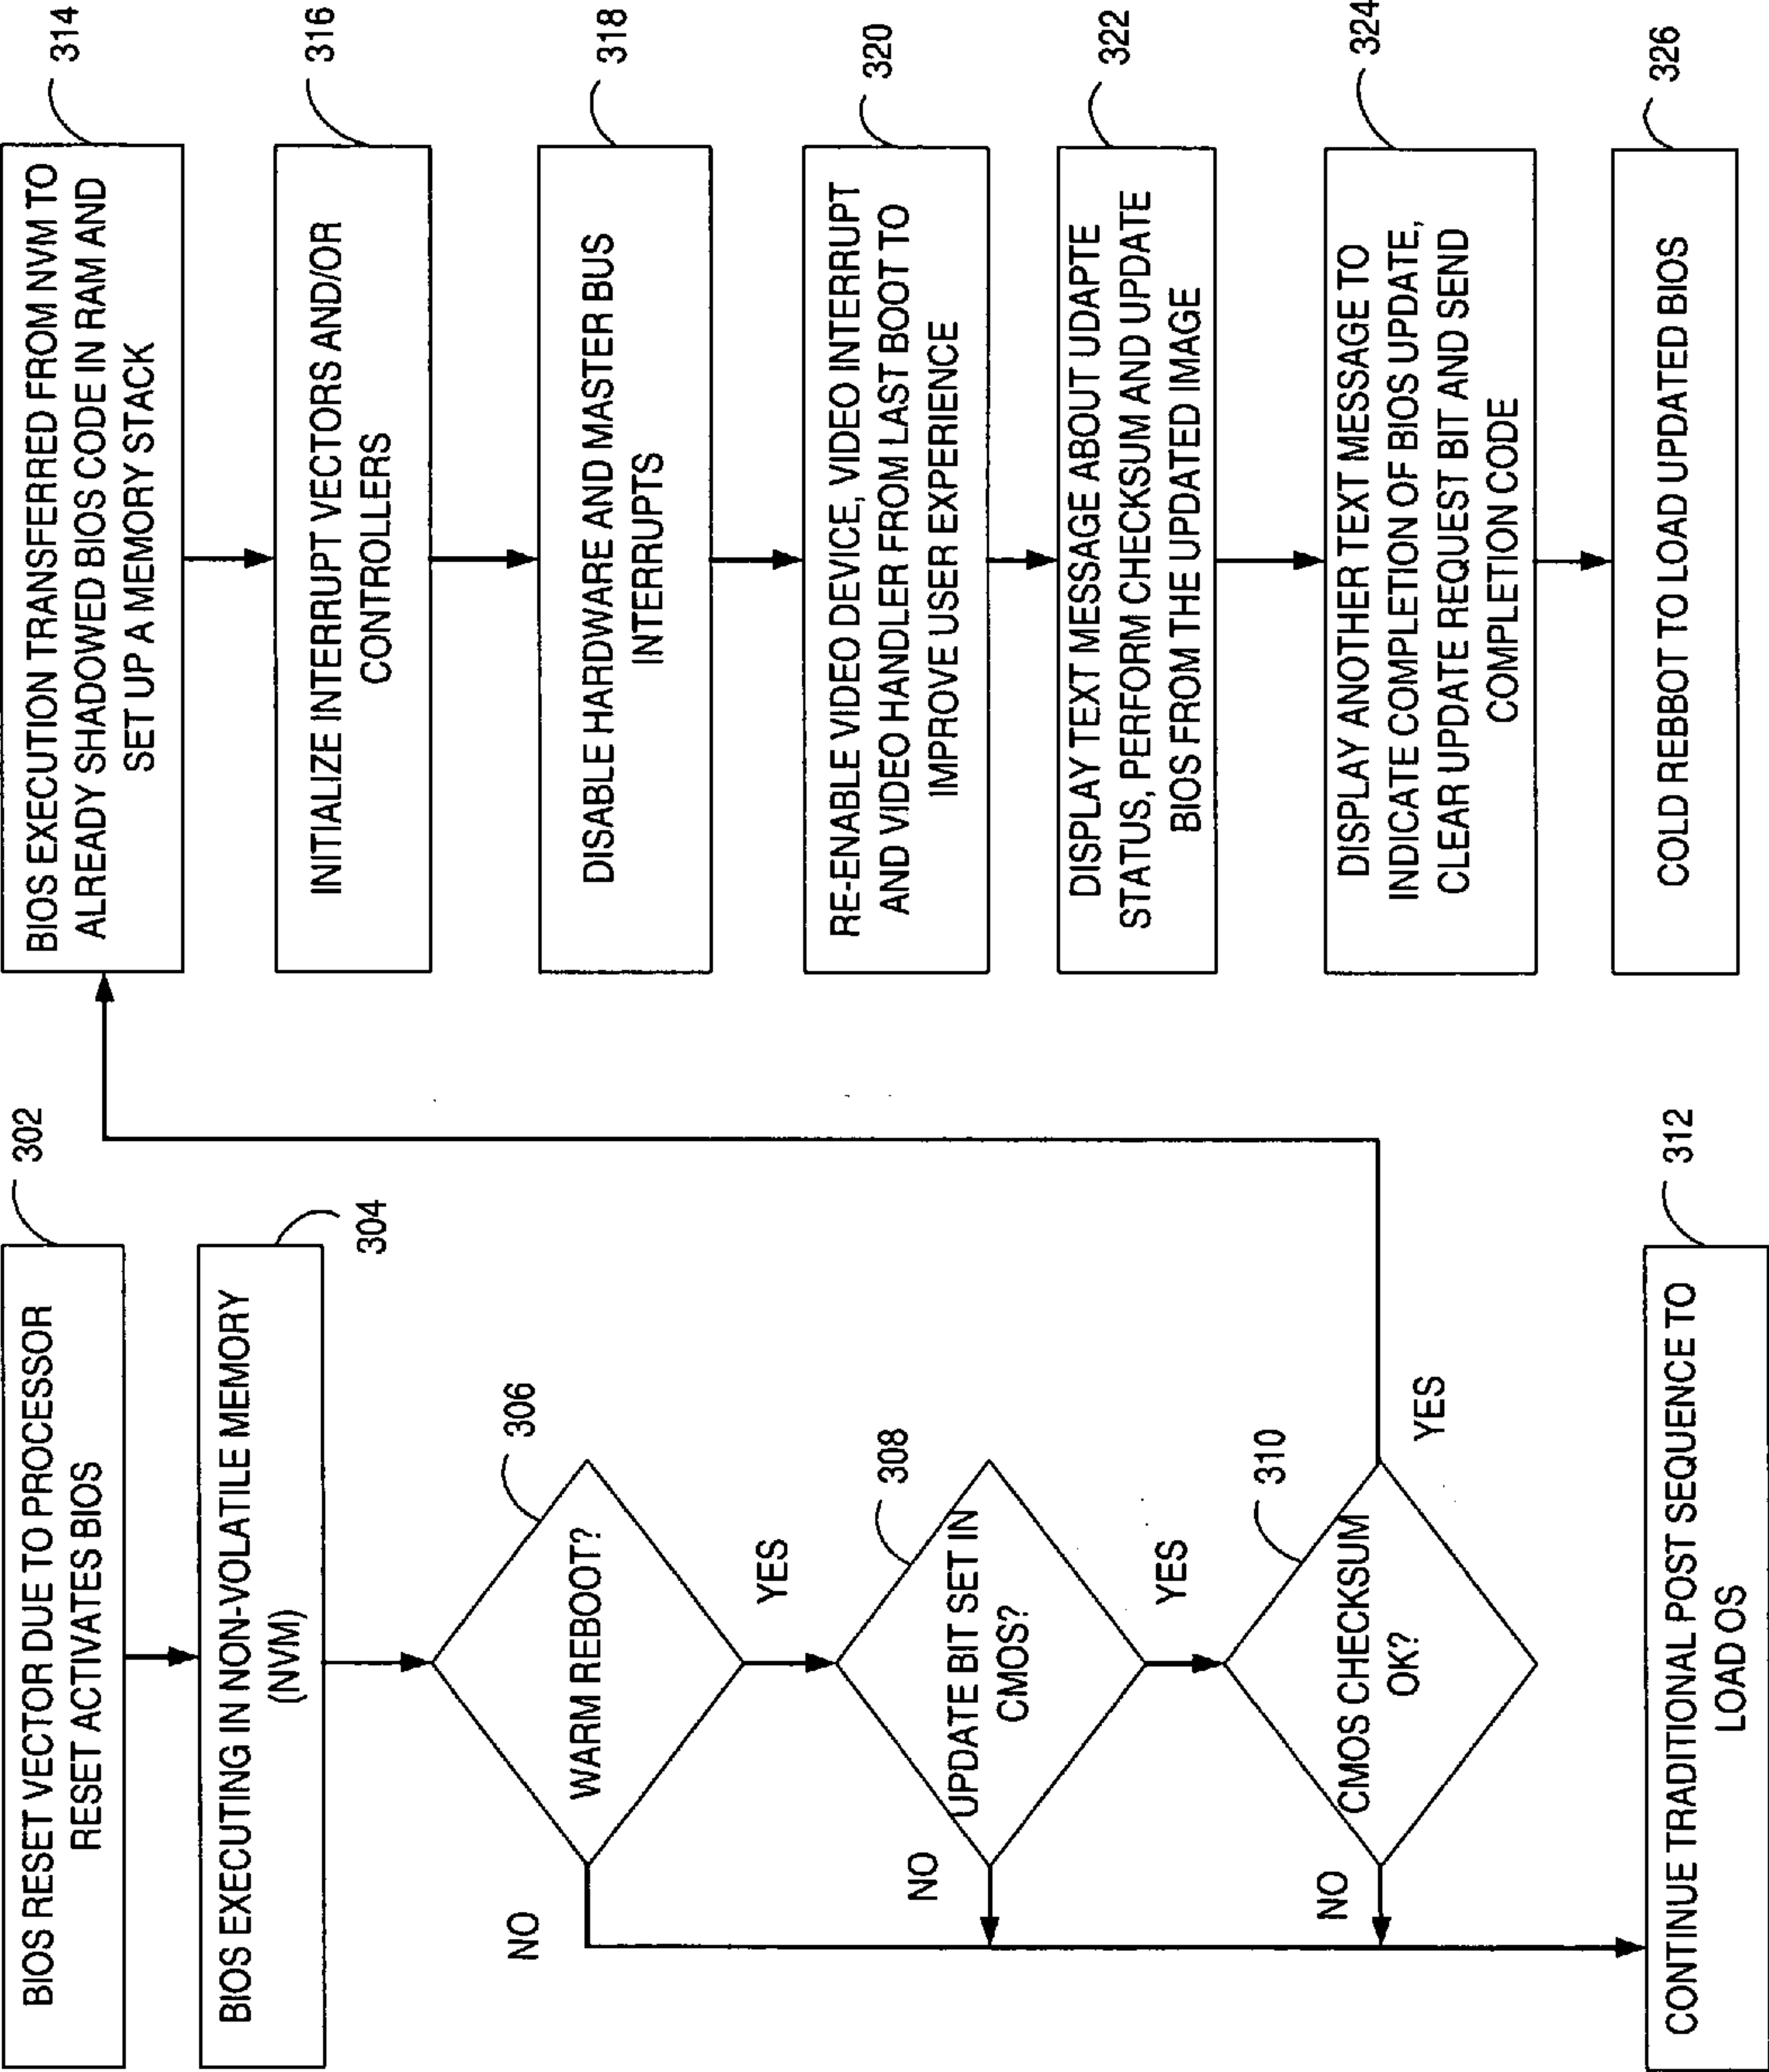 302
BIOS RESET VECTOR DUE TO PROCESSOR
RESET ACTIVATES BIOS
304
BIOS EXECUTING IN NON-VOLATILE MEMORY
(NVM)
306
WARM REBOOT?
NO
YES
308
UPDATE BIT SET IN
CMOS?
NO
YES
310
CMOS CHECKSUM
OK?
NO
YES
312
CONTINUE TRADITIONAL POST SEQUENCE TO
LOAD OS
314
BIOS EXECUTION TRANSFERRED FROM NVM TO
ALREADY SHADOWED BIOS CODE IN RAM AND
SET UP A MEMORY STACK
316
INITIALIZE INTERRUPT VECTORS AND/OR
CONTROLLERS
318
DISABLE HARDWARE AND MASTER BUS
INTERRUPTS
320
RE-ENABLE VIDEO DEVICE, VIDEO INTERRUPT
AND VIDEO HANDLER FROM LAST BOOT TO
IMPROVE USER EXPERIENCE
322
DISPLAY TEXT MESSAGE ABOUT UDAPTE
STATUS, PERFORM CHECKSUM AND UPDATE
BIOS FROM THE UPDATED IMAGE
324
DISPLAY ANOTHER TEXT MESSAGE TO
INDICATE COMPLETION OF BIOS UPDATE,
CLEAR UPDATE REQUEST BIT AND SEND
COMPLETION CODE
326
COLD REBBOT TO LOAD UPDATED BIOS